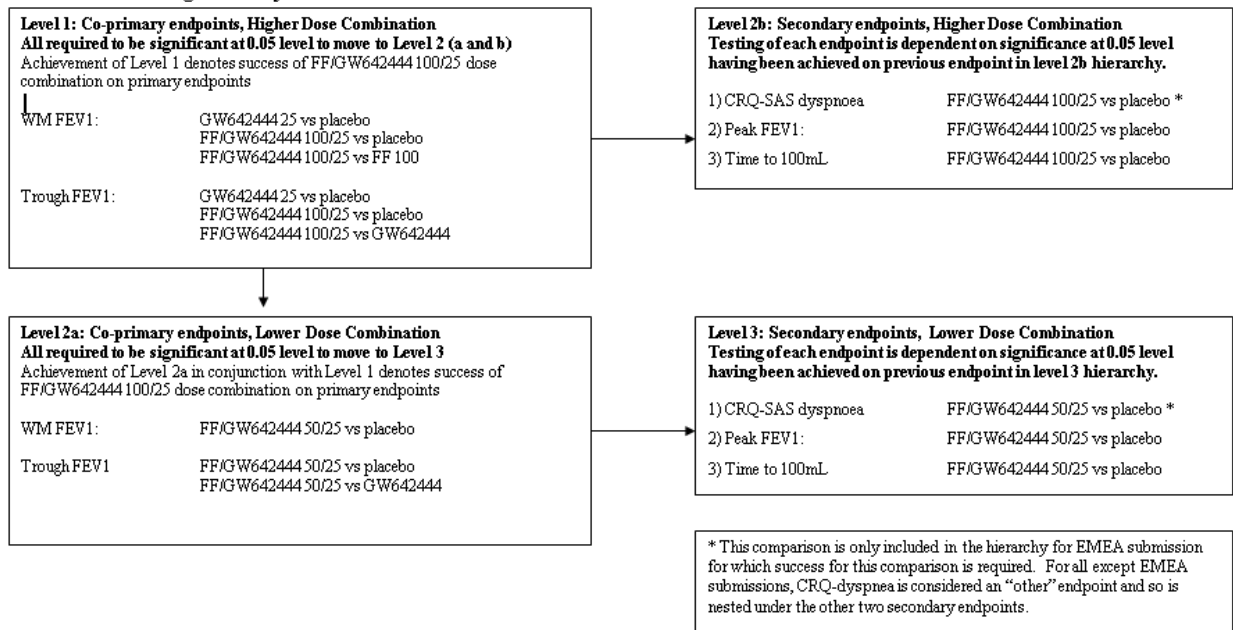 Level 1: Co-primary endpoints, Higher Dose Combination
All required to be significant at 0.05 level to move to Level 2 (a and b)
Achievement of Level 1 denotes success of FF/GW642444 100/25 dose
combination on primary endpoints
WM FEV1: GW64244425 vs placebo
FF/GW642444 100/25 vs placebo
FF/GW642444 100/25 vs FF 100
Trough FEV1: GW64244425 vs placebo
FF/GW642444 100/25 vs placebo
FF/GW642444 100/25 vs GW642444
Level 2b: Secondary endpoints, Higher Dose Combination
Testing of each endpoint is dependent on significance at 0.05 level
having been achieved on previous endpoint in level 2b hierarchy.
1) CRQ-SAS dyspnoea FF/GW642444 100/25 vs placebo *
2) Peak FEV1: FF/GW642444 100/25 vs placebo
3) Time to 100mL FF/GW642444 100/25 vs placebo
Level 2a: Co-primary endpoints, Lower Dose Combination
All required to be significant at 0.05 level to move to Level 3
Achievement of Level 2a in conjunction with Level 1 denotes success of
FF/GW642444 100/25 dose combination on primary endpoints
WM FEV1: FF/GW642444 50/25 vs placebo
Trough FEV1 FF/GW642444 50/25 vs placebo
FF/GW642444 50/25 vs GW642444
Level 3: Secondary endpoints, Lower Dose Combination
Testing of each endpoint is dependent on significance at 0.05 level
having been achieved on previous endpoint in level 3 hierarchy.
1) CRQ-SAS dyspnoea FF/GW642444 50/25 vs placebo *
2) Peak FEV1: FF/GW642444 50/25 vs placebo
3) Time to 100mL FF/GW642444 50/25 vs placebo
* This comparison is only included in the hierarchy for EMEA submission
for which success for this comparison is required. For all except EMEA
submissions, CRQ-dyspnea is considered an “other” endpoint and so is
nested under the other two secondary endpoints.